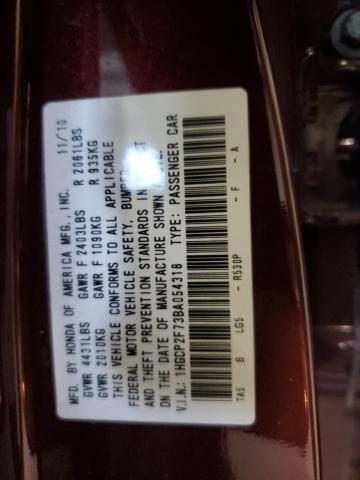 MFD. BY HONDA OF AMERICA MFG., INC. 11/10
GVWR 4431LBS GAWR F 2403LBS R 2061LBS
GVWR 2010KG GAWR F 1090KG R 935KG
THIS VEHICLE CONFORMS TO ALL APPLICABLE
FEDERAL MOTOR VEHICLE SAFETY, BUMPER
AND THEFT PREVENTION STANDARDS IN EFFECT
ON THE DATE OF MANUFACTURE SHOWN ABOVE.
V.I.N.: 1HGCP2F73BA054318 TYPE: PASSENGER CAR
TA5 B LG5 - R530P - F - A